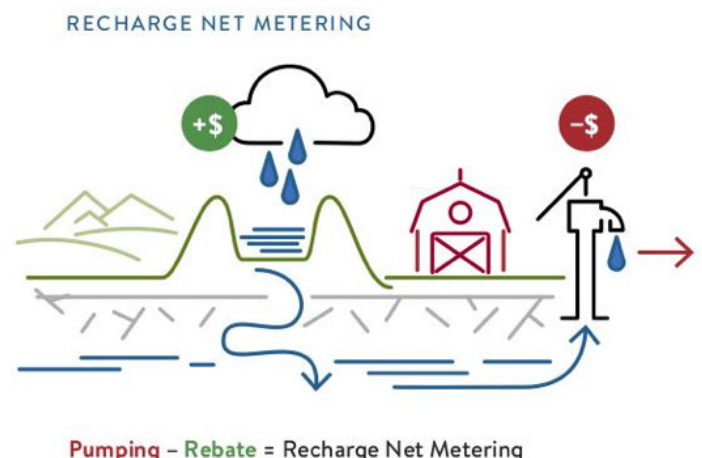 RECHARGE NET METERING
+$
–$
Pumping – Rebate = Recharge Net Metering